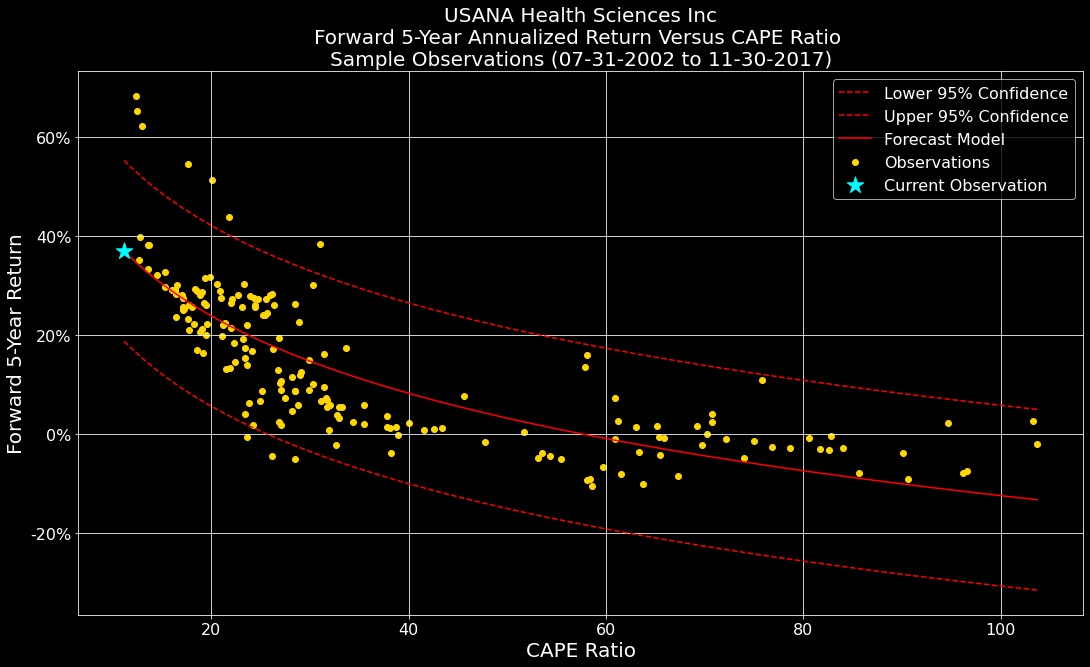 USANA Health Sciences Inc
Forward 5-Year Annualized Return Versus CAPE Ratio
Sample Observations (07-31-2002 to 11-30-2017)
Lower 95% Confidence
Upper 95% Confidence
Forecast Model
Observations
Current Observation
Forward 5-Year Return
60%
40%
20%
0%
-20%
20
40
60
80
100
CAPE Ratio